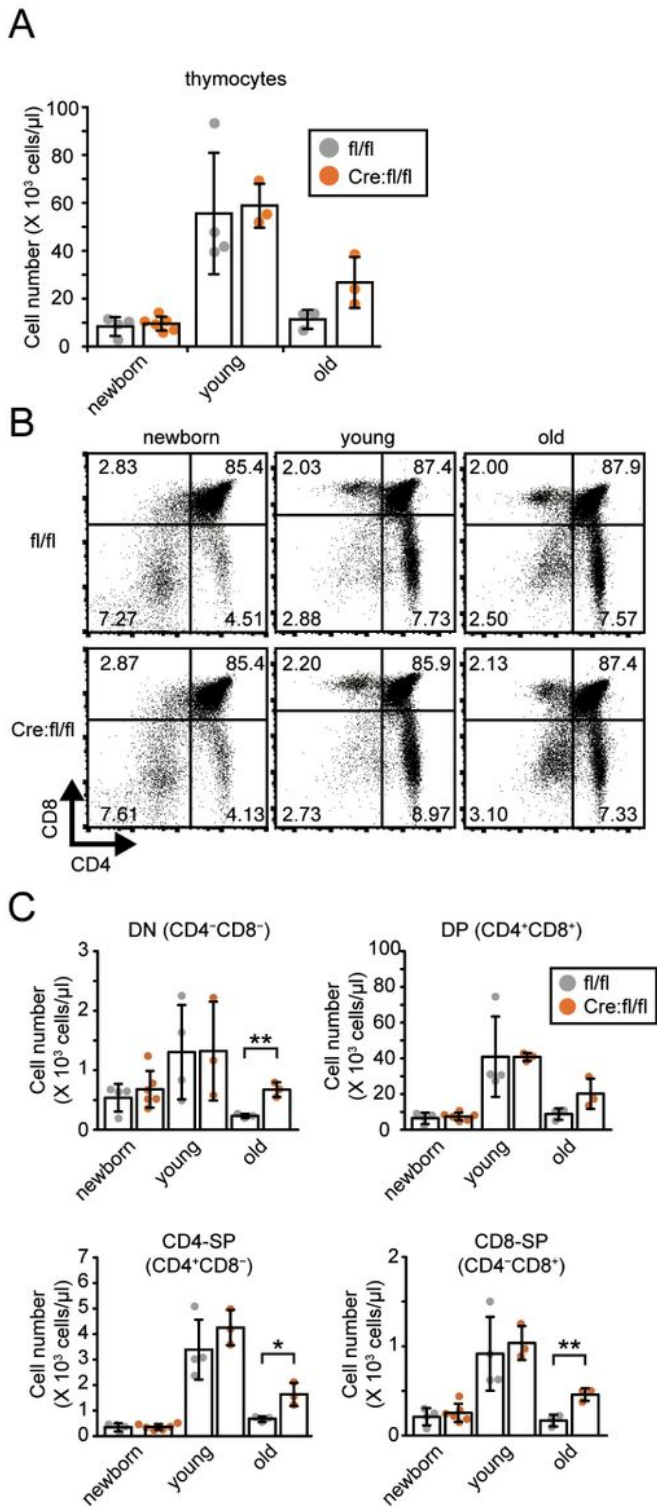 A
thymocytes
Cell number (X 10³ cells/μl)
100
80
60
40
20
0
fl/fl
Cre:fl/fl
newborn
young
old
B
newborn
young
old
fl/fl
2.83
85.4
7.27
4.51
2.03
87.4
2.88
7.73
2.00
87.9
2.50
7.57
Cre:fl/fl
2.87
85.4
7.61
4.13
2.20
85.9
2.73
8.97
2.13
87.4
3.10
7.33
CD8
CD4
C
DN (CD4⁻CD8⁻)
Cell number
(X 10³ cells/μl)
3
2
1
0
**
newborn
young
old
DP (CD4⁺CD8⁺)
Cell number
(X 10³ cells/μl)
100
80
60
40
20
0
fl/fl
Cre:fl/fl
newborn
young
old
CD4-SP
(CD4⁺CD8⁻)
Cell number
(X 10³ cells/μl)
7
6
5
4
3
2
1
0
*
newborn
young
old
CD8-SP
(CD4⁻CD8⁺)
Cell number
(X 10³ cells/μl)
2
1
0
**
newborn
young
old